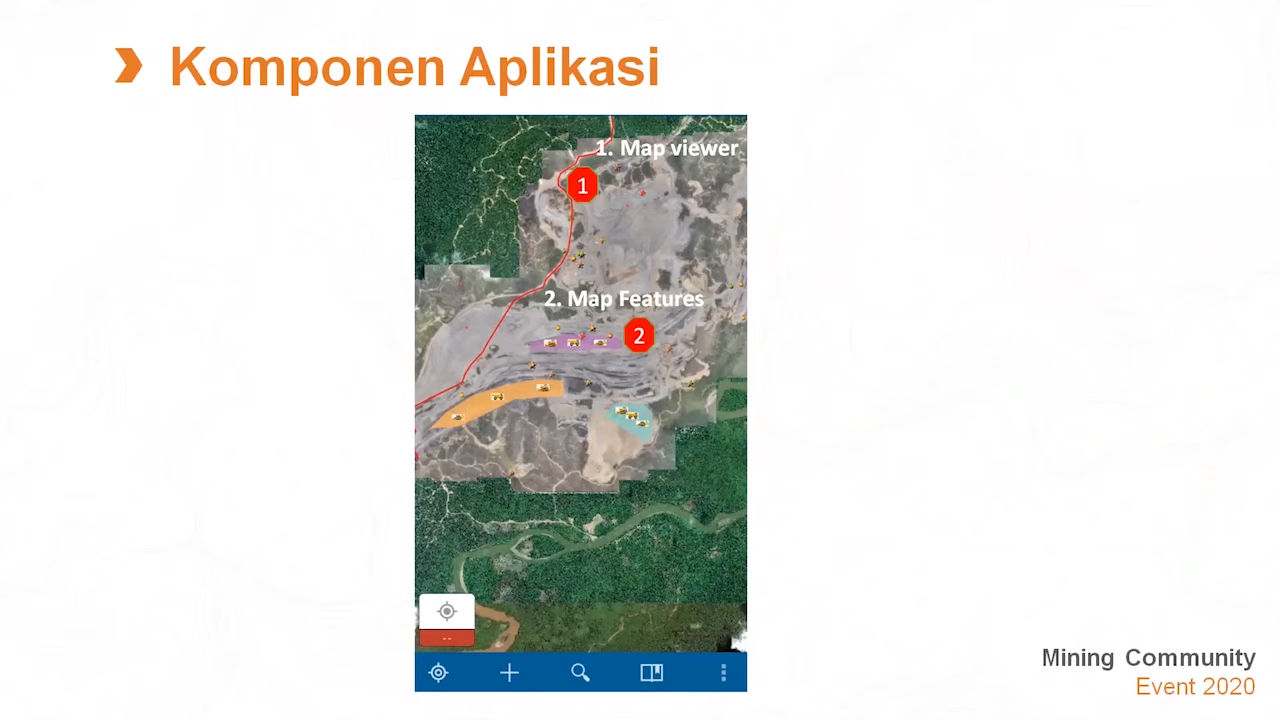 Komponen Aplikasi
1. Map viewer
1
2. Map Features
2
--
Mining Community
Event 2020